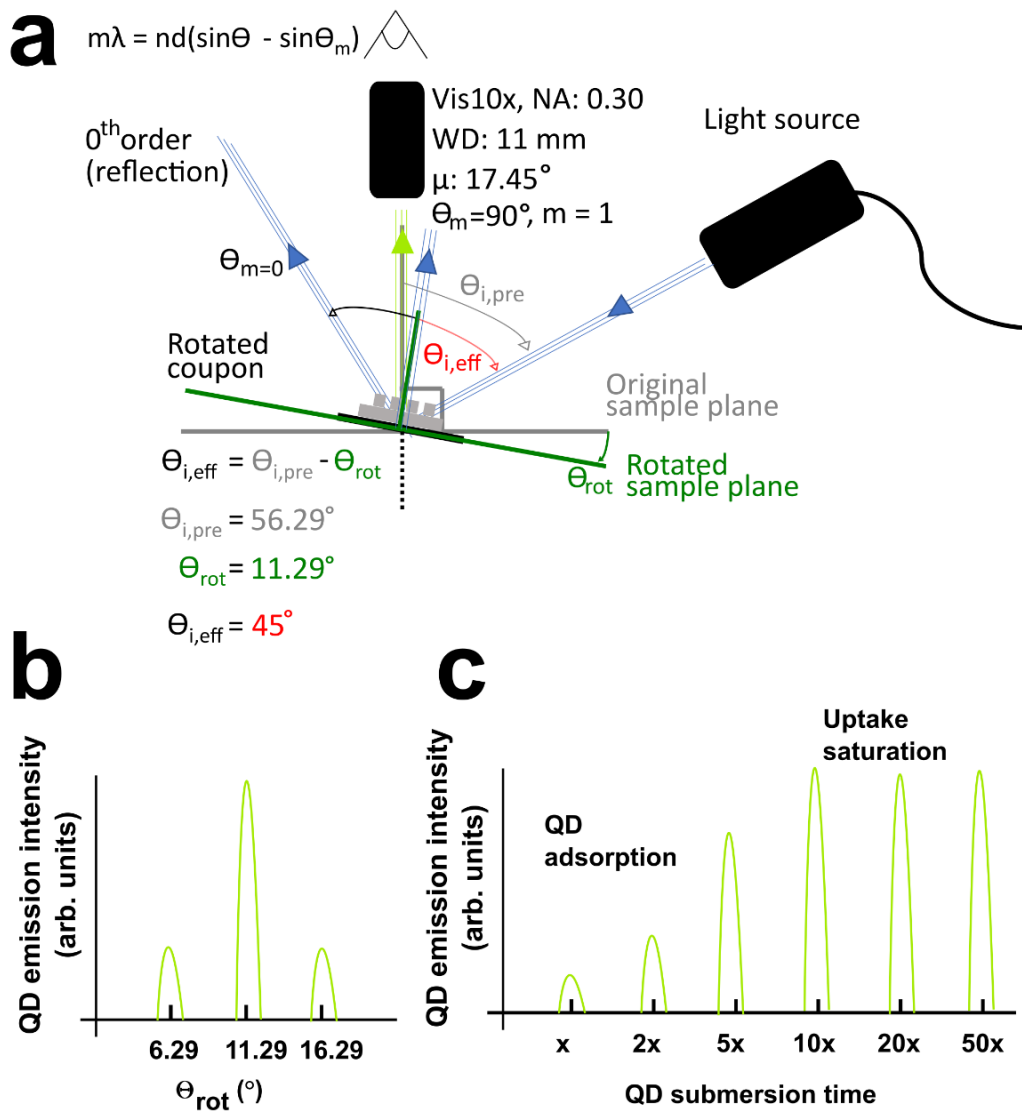 a
mλ = nd(sinΘ - sinΘm)
Vis10x, NA: 0.30
WD: 11 mm
μ: 17.45°
Θm=90°, m = 1
Light source
0th order
(reflection)
Θm=0
Θi,pre
Θi,eff
Rotated
coupon
Original
sample plane
Θrot
Rotated
sample plane
Θi,eff = Θi,pre - Θrot
Θi,pre = 56.29°
Θrot = 11.29°
Θi,eff = 45°
b
QD emission intensity
(arb. units)
6.29 11.29 16.29
Θrot (°)
c
QD emission intensity
(arb. units)
QD
adsorption
Uptake
saturation
x 2x 5x 10x 20x 50x
QD submersion time